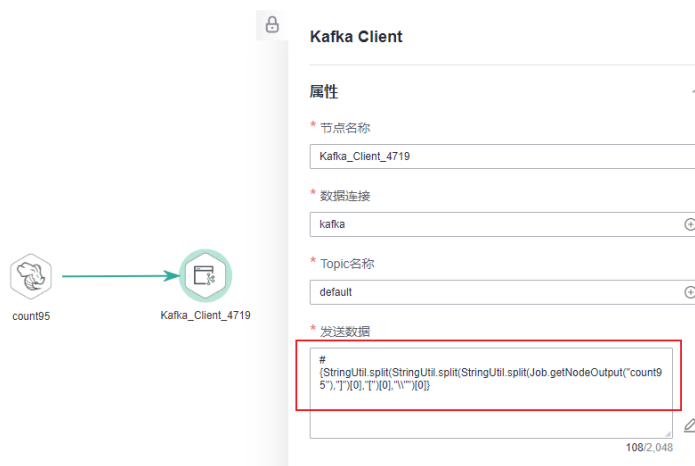 Kafka Client
属性
* 节点名称
Kafka_Client_4719
* 数据连接
kafka
* Topic名称
default
* 发送数据
#
{StringUtil.split(StringUtil.split(StringUtil.split(Job.getNodeOutput("count9
5"),"]")[0],"[")[0],"\\"")[0]}
108/2,048
count95
Kafka_Client_4719